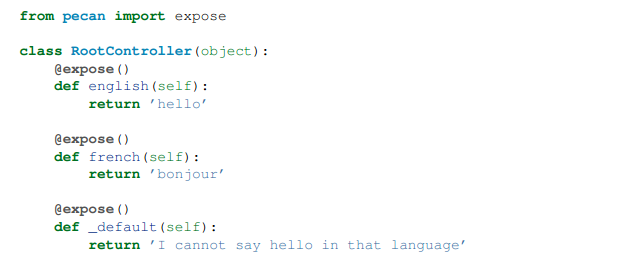 from pecan import expose

class RootController(object):
    @expose()
    def english(self):
        return ’hello’

    @expose()
    def french(self):
        return ’bonjour’

    @expose()
    def _default(self):
        return ’I cannot say hello in that language’